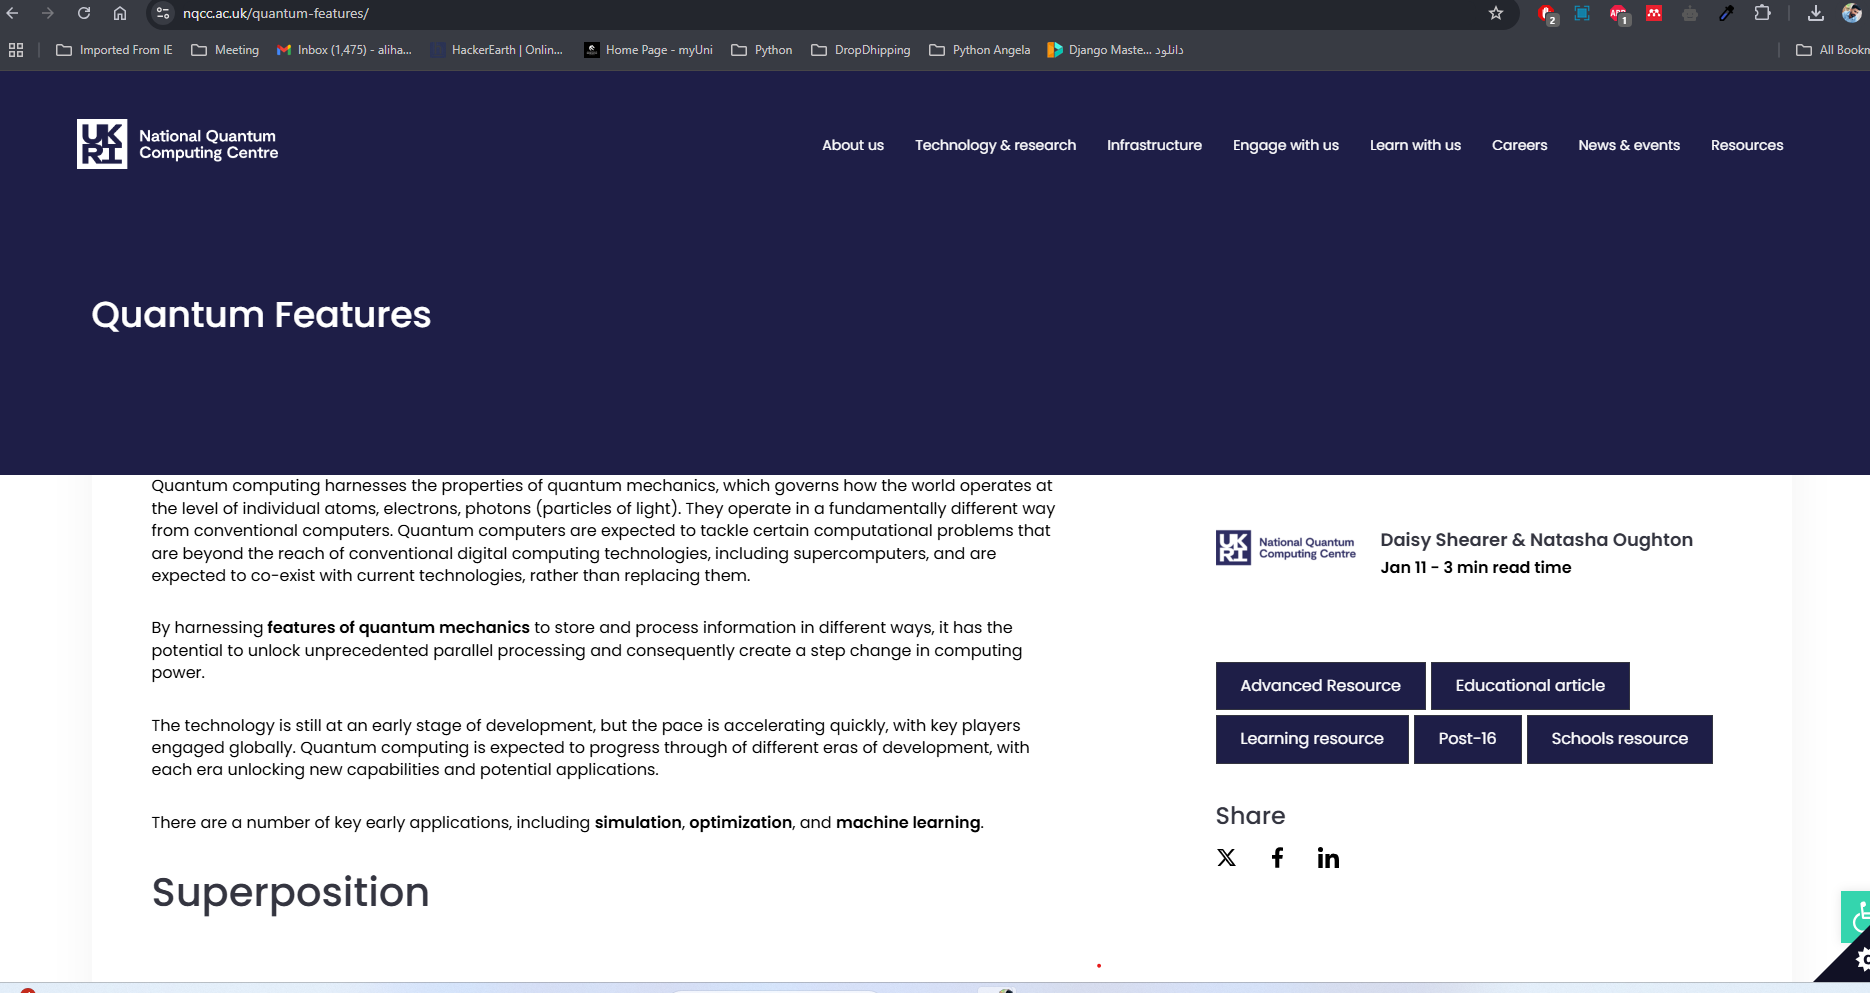 nqcc.ac.uk/quantum-features/
2
1
Imported From IE
Meeting
Inbox (1,475) - aliha...
HackerEarth | Onlin...
Home Page - myUni
Python
DropDhipping
Python Angela
Django Maste... دانلود
All Bookn
UKRI National Quantum
Computing Centre
About us
Technology & research
Infrastructure
Engage with us
Learn with us
Careers
News & events
Resources
Quantum Features
Quantum computing harnesses the properties of quantum mechanics, which governs how the world operates at
the level of individual atoms, electrons, photons (particles of light). They operate in a fundamentally different way
from conventional computers. Quantum computers are expected to tackle certain computational problems that
are beyond the reach of conventional digital computing technologies, including supercomputers, and are
expected to co-exist with current technologies, rather than replacing them.
By harnessing features of quantum mechanics to store and process information in different ways, it has the
potential to unlock unprecedented parallel processing and consequently create a step change in computing
power.
The technology is still at an early stage of development, but the pace is accelerating quickly, with key players
engaged globally. Quantum computing is expected to progress through of different eras of development, with
each era unlocking new capabilities and potential applications.
There are a number of key early applications, including simulation, optimization, and machine learning.
Superposition
UKRI National Quantum
Computing Centre
Daisy Shearer & Natasha Oughton
Jan 11 - 3 min read time
Advanced Resource
Educational article
Learning resource
Post-16
Schools resource
Share